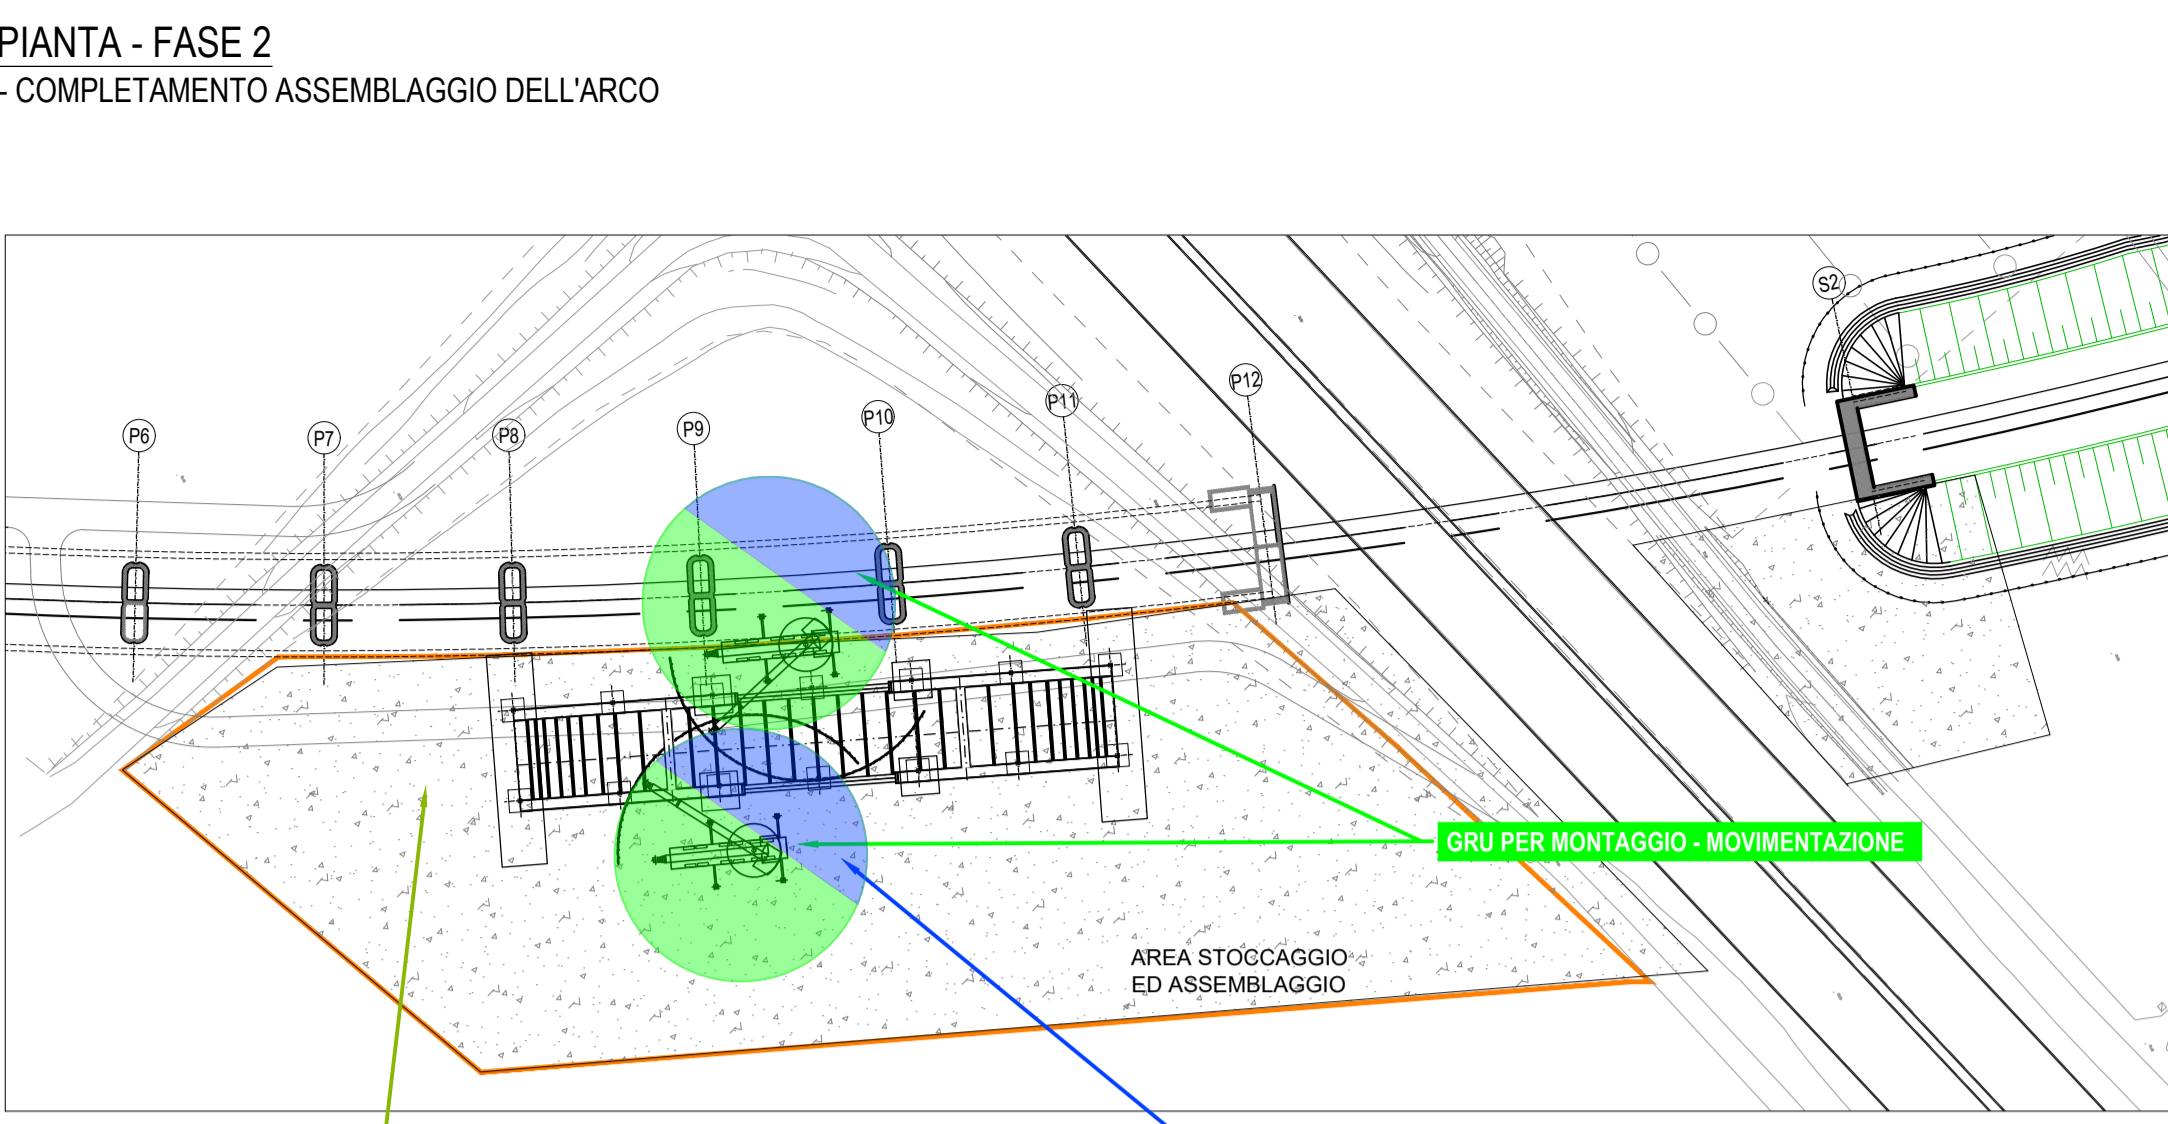 PIANTA - FASE 2
- COMPLETAMENTO ASSEMBLAGGIO DELL'ARCO
S2
P12
P11
P10
P9
P8
P7
P6
GRU PER MONTAGGIO - MOVIMENTAZIONE
AREA STOCCAGGIO
ED ASSEMBLAGGIO